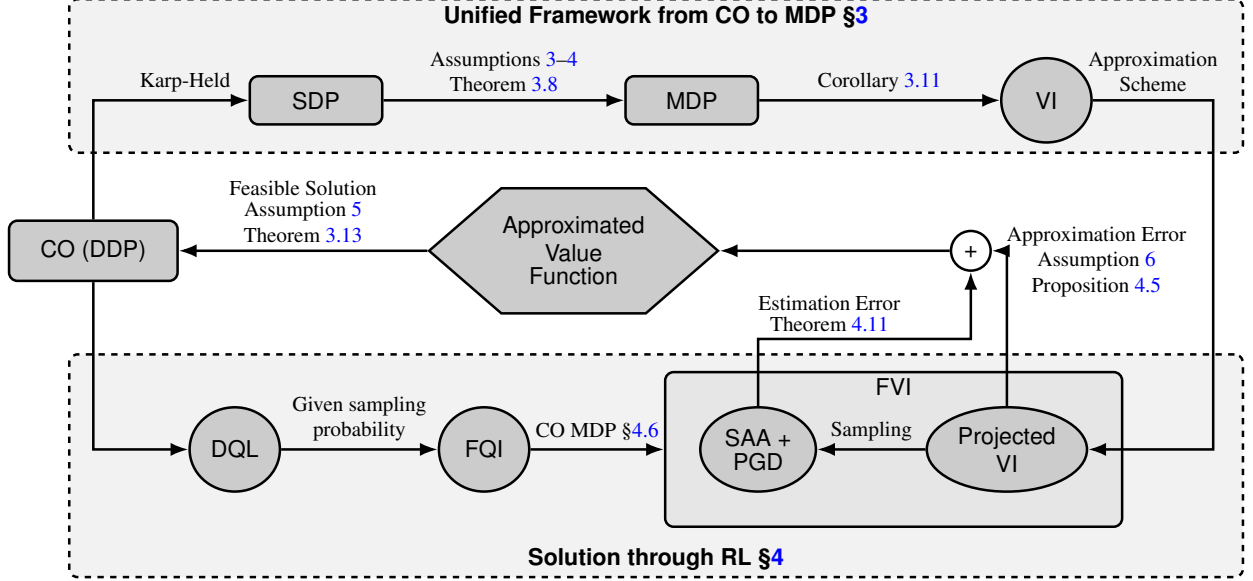 Unified Framework from CO to MDP §3
Karp-Held
SDP
Assumptions 3–4
Theorem 3.8
MDP
Corollary 3.11
VI
Approximation
Scheme
CO (DDP)
Feasible Solution
Assumption 5
Theorem 3.13
Approximated
Value
Function
+
Approximation Error
Assumption 6
Proposition 4.5
Estimation Error
Theorem 4.11
DQL
Given sampling
probability
FQI
CO MDP §4.6
FVI
SAA +
PGD
Sampling
Projected
VI
Solution through RL §4